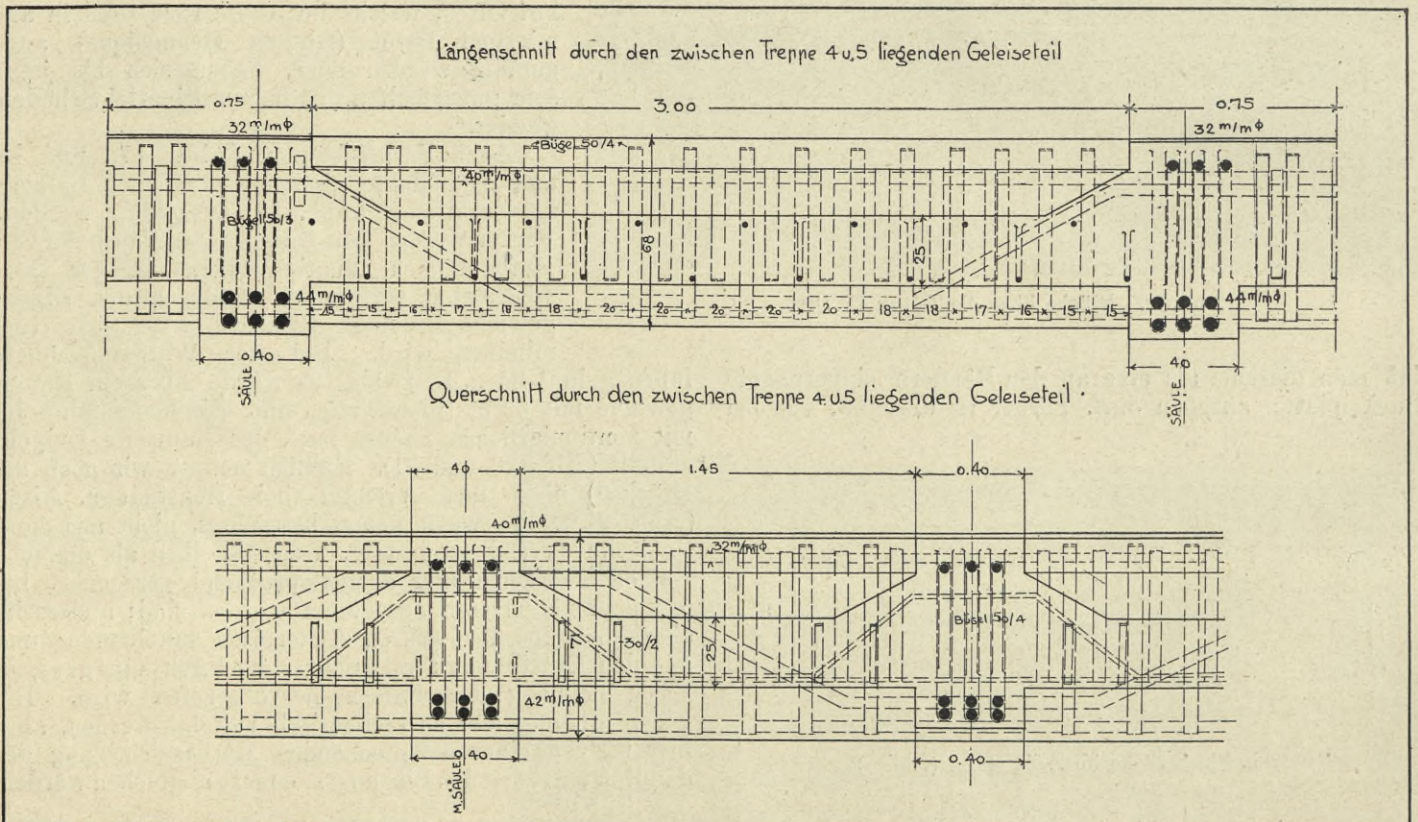 Längenschnitt durch den zwischen Treppe 4 u. 5 liegenden Geleiseteil
0.75 3.00 0.75
32 m/m ϕ Bügel 50/4 32 m/m ϕ
40 m/m ϕ
Bügel 50/3
68 25
44 m/m ϕ 44 m/m ϕ
15 15 16 17 18 18 20 20 20 20 20 18 18 17 16 15 15
0.40 40
SÄULE SÄULE
Querschnitt durch den zwischen Treppe 4 u. 5 liegenden Geleiseteil
40 1.45 0.40
40 m/m ϕ 32 m/m ϕ
Bügel 50/4
71 30/2 25
42 m/m ϕ
0.40 0.40
M. SÄULE